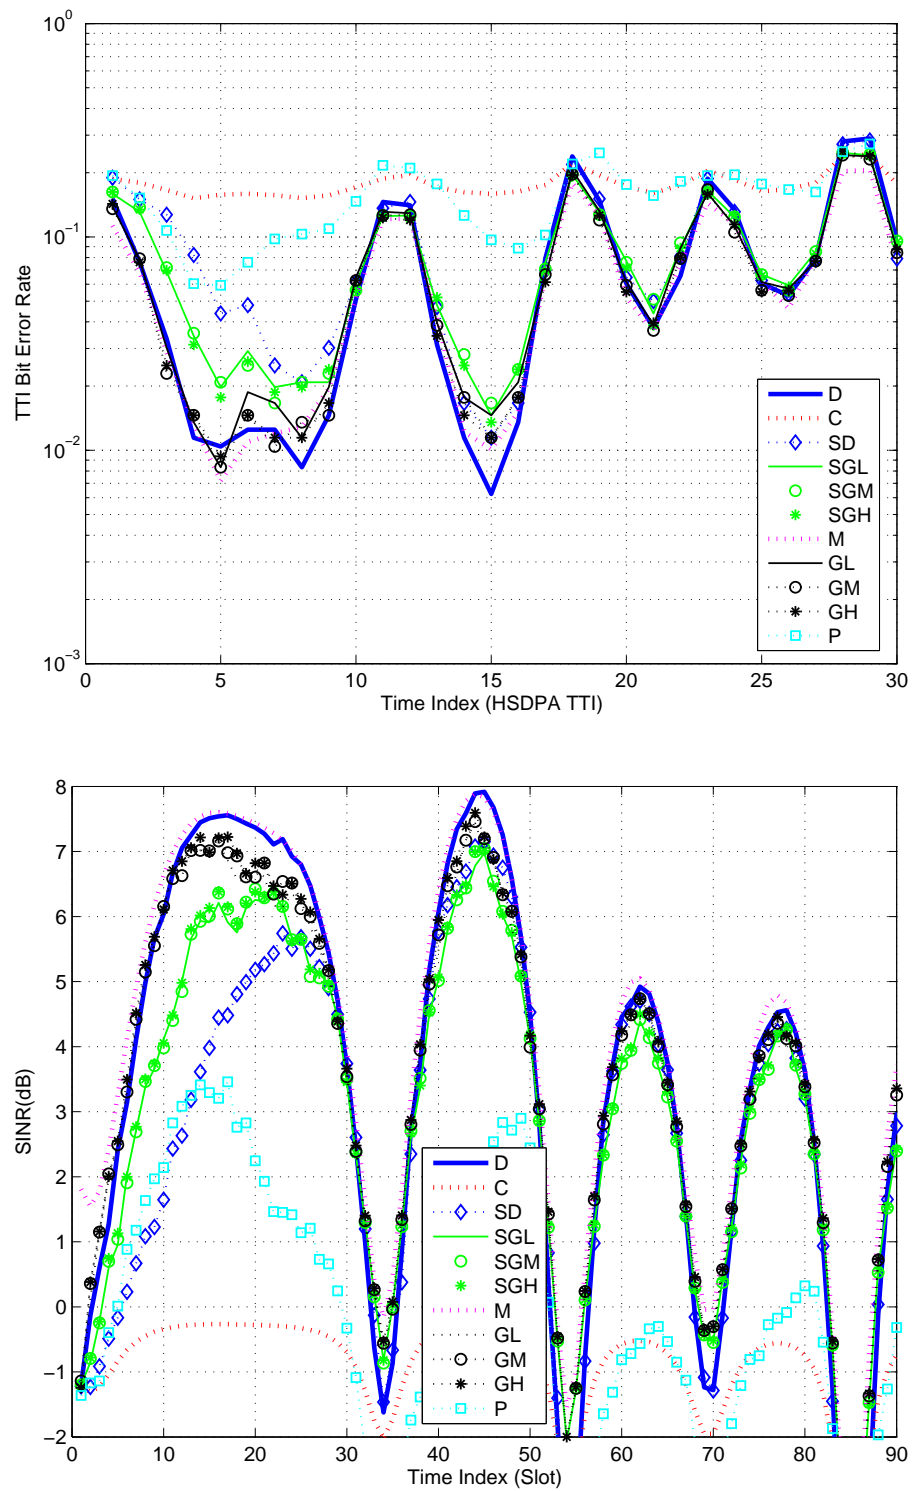 10^0
10^-1
10^-2
10^-3
TTI Bit Error Rate
D
C
SD
SGL
SGM
SGH
M
GL
GM
GH
P
0 5 10 15 20 25 30
Time Index (HSDPA TTI)
8
7
6
5
4
3
2
1
0
−1
−2
SINR(dB)
D
C
SD
SGL
SGM
SGH
M
GL
GM
GH
P
0 10 20 30 40 50 60 70 80 90
Time Index (Slot)